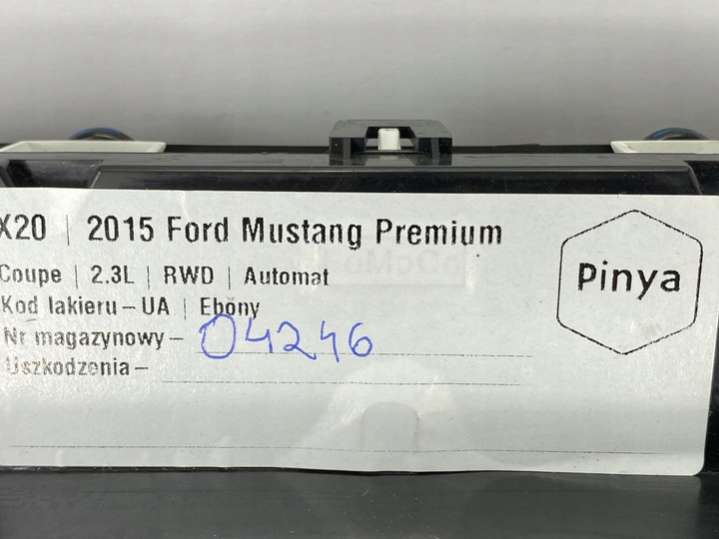 X20 | 2015 Ford Mustang Premium
Coupe | 2.3L | RWD | Automat
Kod lakieru – UA | Ebony
Nr magazynowy – 04246
Uszkodzenia –
Pinya